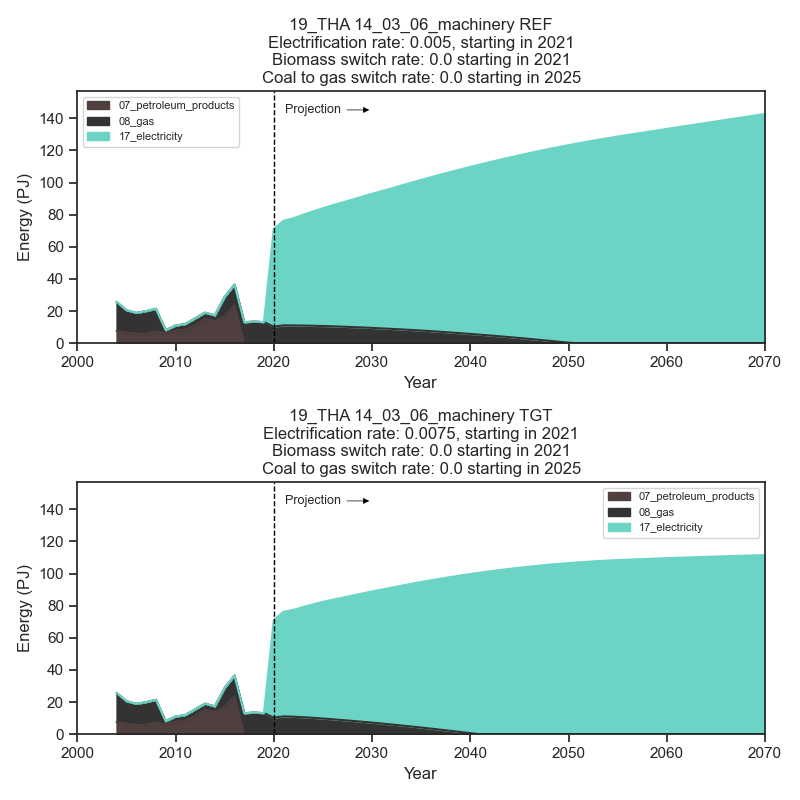 19_THA 14_03_06_machinery REF
Electrification rate: 0.005, starting in 2021
Biomass switch rate: 0.0 starting in 2021
Coal to gas switch rate: 0.0 starting in 2025
07_petroleum_products
08_gas
17_electricity
Projection
Energy (PJ)
140
120
100
80
60
40
20
0
2000 2010 2020 2030 2040 2050 2060 2070
Year
19_THA 14_03_06_machinery TGT
Electrification rate: 0.0075, starting in 2021
Biomass switch rate: 0.0 starting in 2021
Coal to gas switch rate: 0.0 starting in 2025
Projection
07_petroleum_products
08_gas
17_electricity
Energy (PJ)
140
120
100
80
60
40
20
0
2000 2010 2020 2030 2040 2050 2060 2070
Year